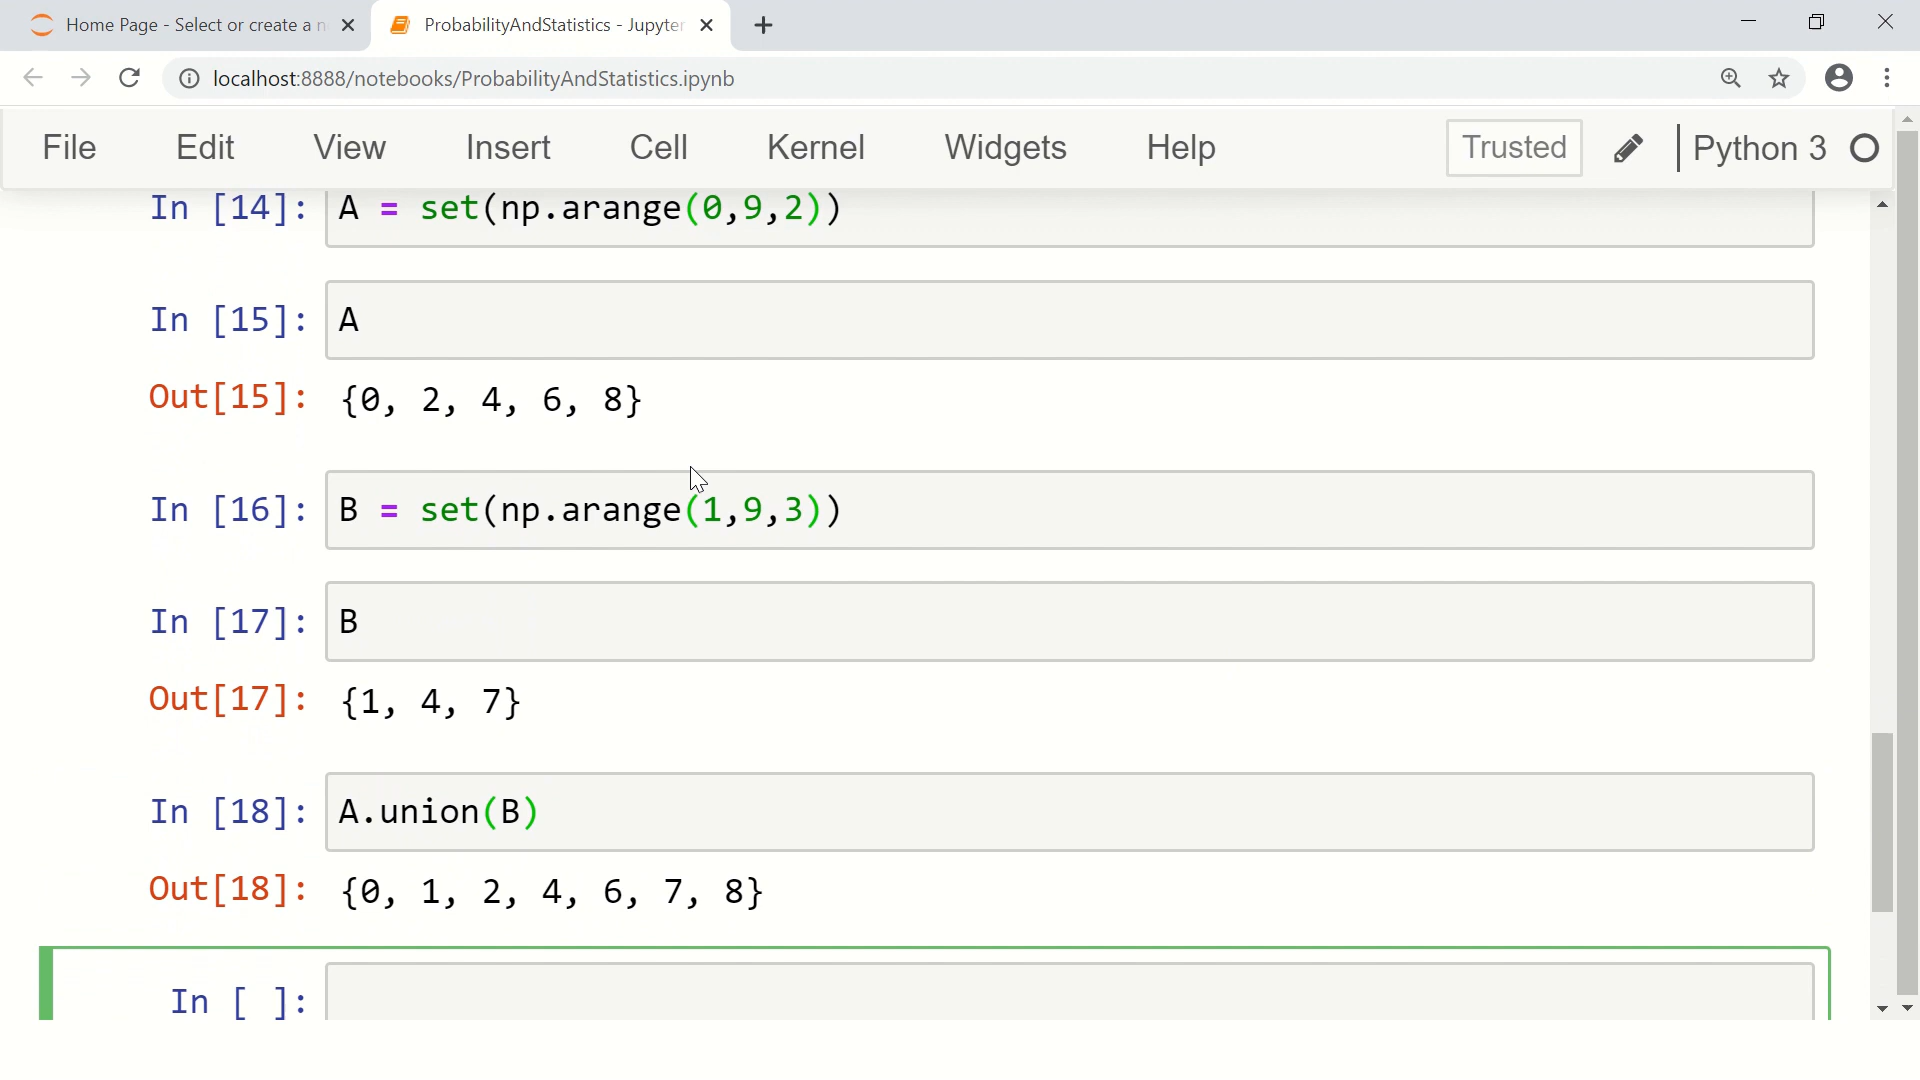 Home Page - Select or create a n
ProbabilityAndStatistics - Jupyter
localhost:8888/notebooks/ProbabilityAndStatistics.ipynb
File Edit View Insert Cell Kernel Widgets Help Trusted Python 3
In [14]: A = set(np.arange(0,9,2))
In [15]: A
Out[15]: {0, 2, 4, 6, 8}
In [16]: B = set(np.arange(1,9,3))
In [17]: B
Out[17]: {1, 4, 7}
In [18]: A.union(B)
Out[18]: {0, 1, 2, 4, 6, 7, 8}
In [ ]: